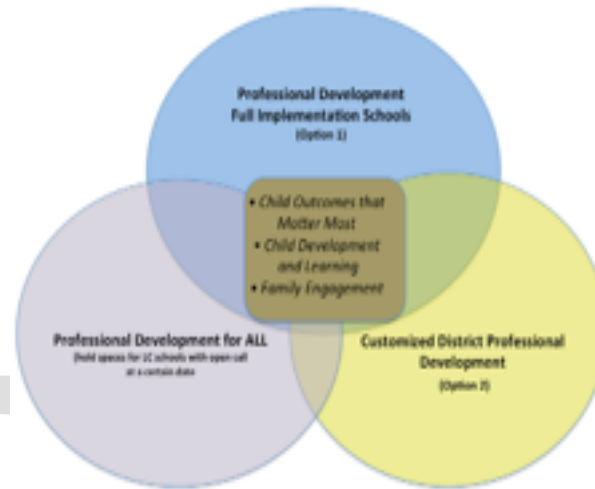 Professional Development
Full Implementation Schools
(Option 1)
• Child Outcomes that
Matter Most
• Child Development
and Learning
• Family Engagement
Professional Development for ALL
(hold spaces for LC schools with open call
at a certain date
Customized District Professional
Development
(Option 2)